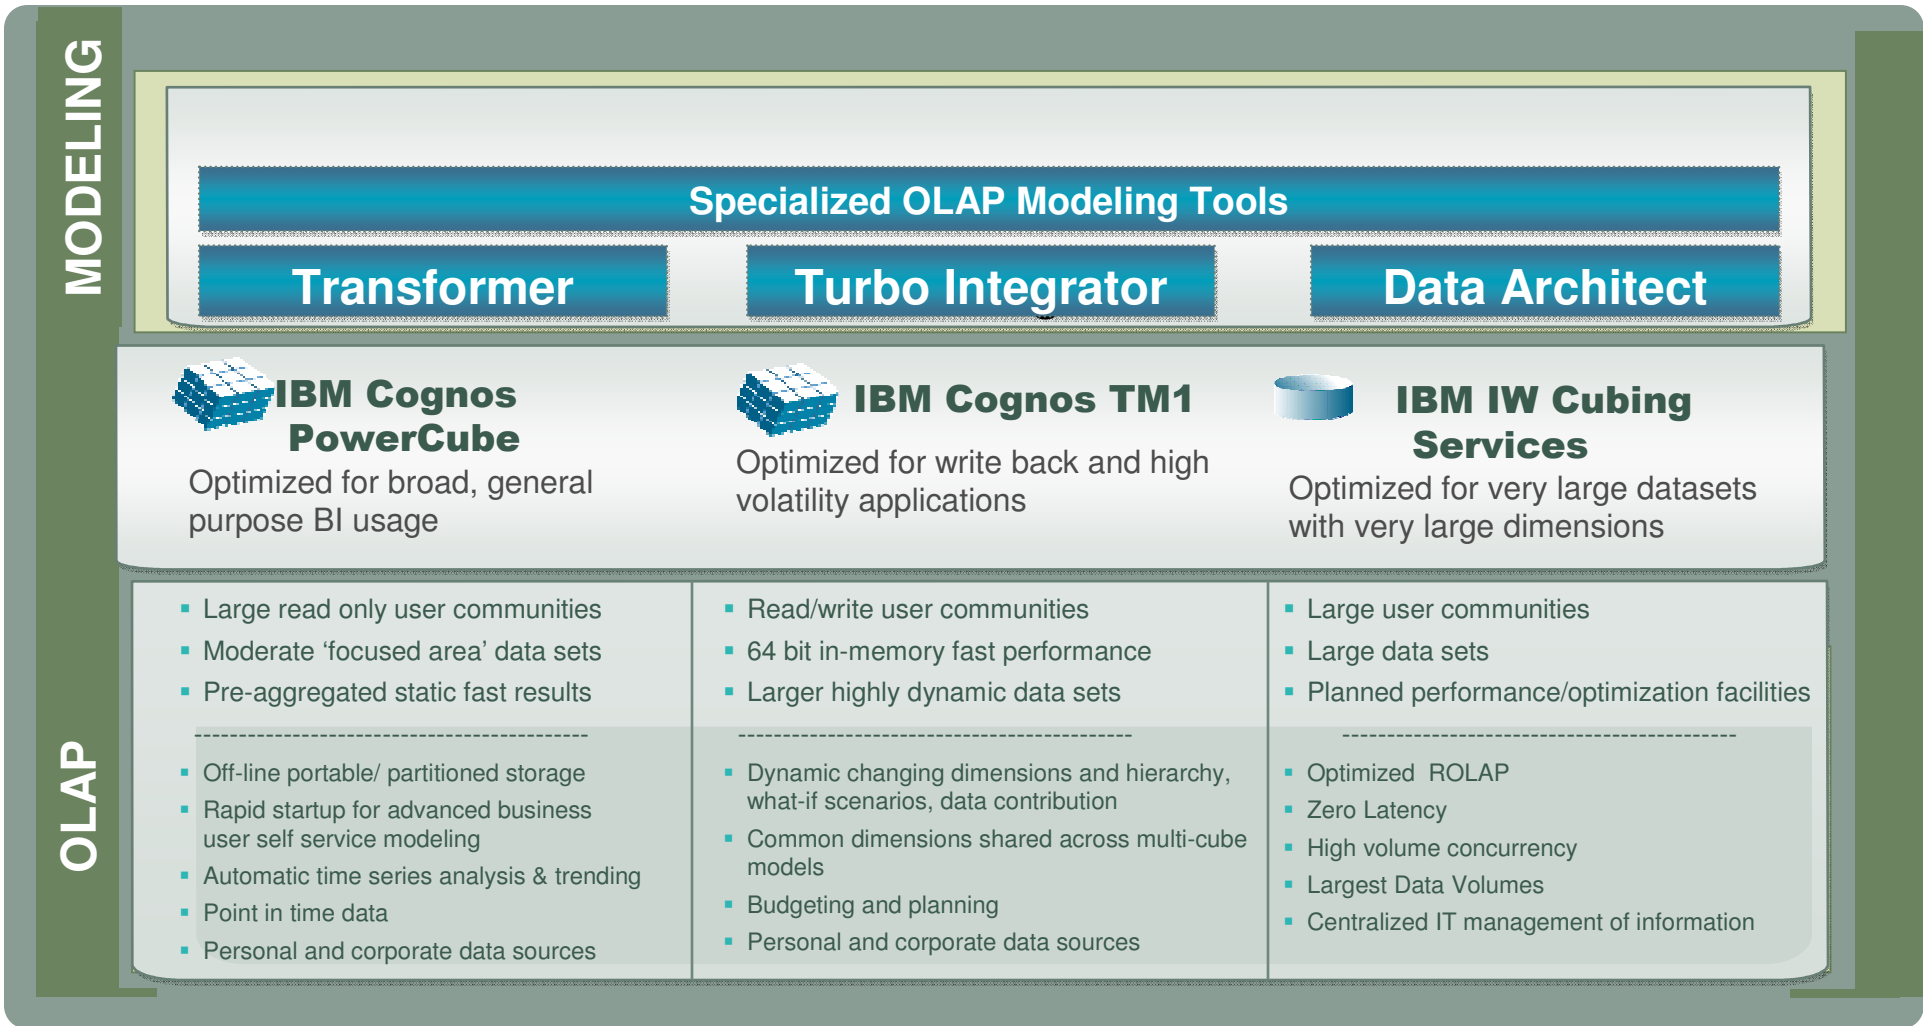 MODELING
Specialized OLAP Modeling Tools
Transformer
Turbo Integrator
Data Architect
IBM Cognos
PowerCube
Optimized for broad, general
purpose BI usage
IBM Cognos TM1
Optimized for write back and high
volatility applications
IBM IW Cubing
Services
Optimized for very large datasets
with very large dimensions
OLAP
▪ Large read only user communities
▪ Moderate ‘focused area’ data sets
▪ Pre-aggregated static fast results
--------------------------------------------
▪ Off-line portable/ partitioned storage
▪ Rapid startup for advanced business
user self service modeling
▪ Automatic time series analysis & trending
▪ Point in time data
▪ Personal and corporate data sources
▪ Read/write user communities
▪ 64 bit in-memory fast performance
▪ Larger highly dynamic data sets
--------------------------------------------
▪ Dynamic changing dimensions and hierarchy,
what-if scenarios, data contribution
▪ Common dimensions shared across multi-cube
models
▪ Budgeting and planning
▪ Personal and corporate data sources
▪ Large user communities
▪ Large data sets
▪ Planned performance/optimization facilities
--------------------------------------------
▪ Optimized  ROLAP
▪ Zero Latency
▪ High volume concurrency
▪ Largest Data Volumes
▪ Centralized IT management of information